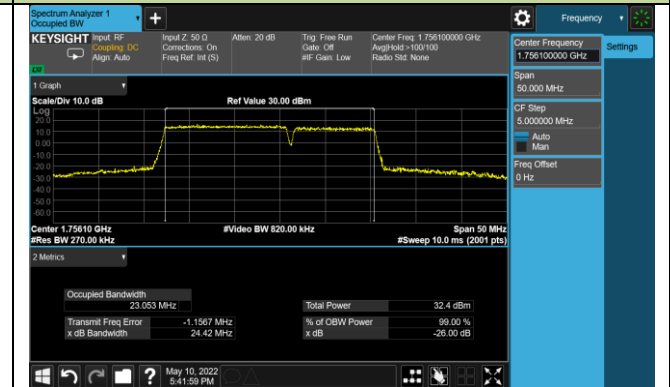 Spectrum Analyzer 1
Occupied BW
+
Frequency
KEYSIGHT Input: RF Input Z: 50 Ω Atten: 20 dB Trig: Free Run Center Freq: 1.756100000 GHz
Coupling: DC Corrections: On Gate: Off Avg|Hold:>100/100
Align: Auto Freq Ref: Int (S) #IF Gain: Low Radio Std: None
Center Frequency
1.756100000 GHz
Settings
Span
50.000 MHz
CF Step
5.000000 MHz
Auto
Man
Freq Offset
0 Hz
1 Graph
Scale/Div 10.0 dB Ref Value 30.00 dBm
Log
20.0
10.0
0.00
-10.0
-20.0
-30.0
-40.0
-50.0
-60.0
Center 1.75610 GHz #Video BW 820.00 kHz Span 50 MHz
#Res BW 270.00 kHz #Sweep 10.0 ms (2001 pts)
2 Metrics
Occupied Bandwidth
23.053 MHz Total Power 32.4 dBm
Transmit Freq Error -1.1567 MHz % of OBW Power 99.00 %
x dB Bandwidth 24.42 MHz x dB -26.00 dB
? May 10, 2022
5:41:59 PM